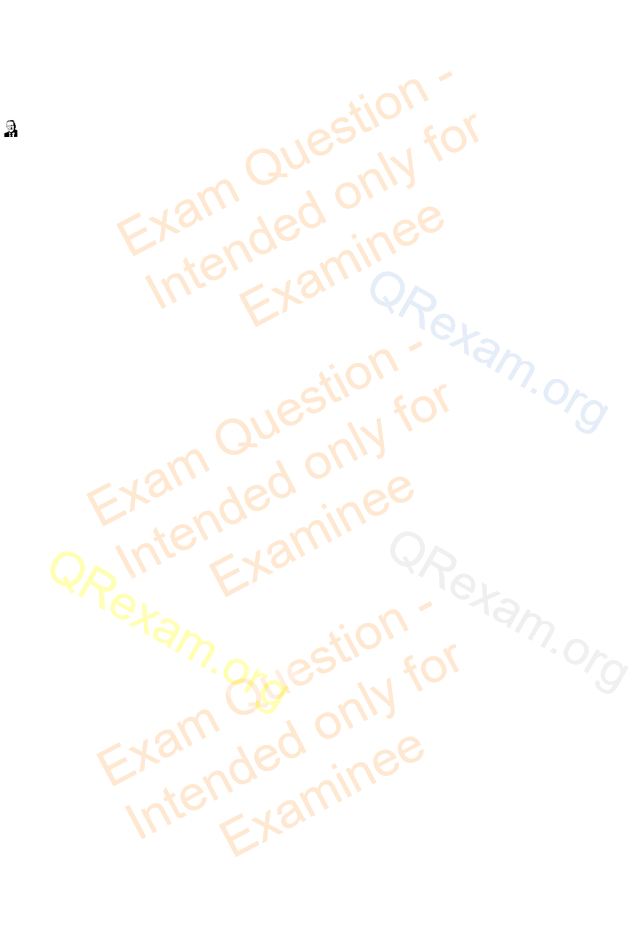 Exam Question -
Intended only for
Examinee
QRexam.org
Exam Question -
Intended only for
Examinee
QRexam.org
QRexam.org
Exam Question -
Intended only for
Examinee